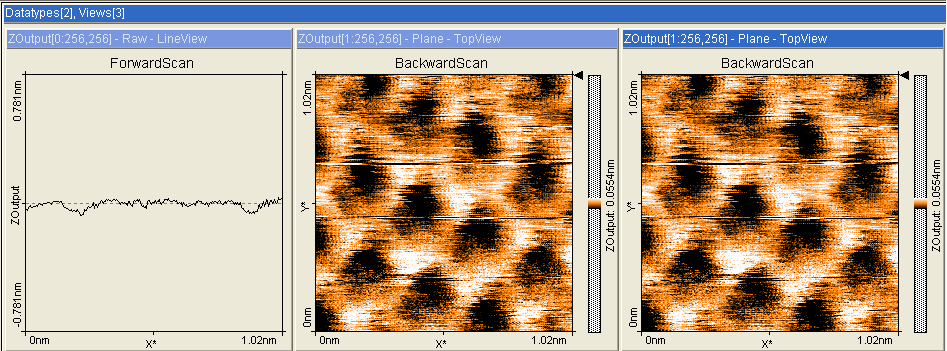 Datatypes[2], Views[3]
ZOutput[0:256,256] - Raw - LineView
ForwardScan
0.781nm
ZOutput
-0.781nm
0nm
X*
1.02nm
ZOutput[1:256,256] - Plane - TopView
BackwardScan
1.02nm
Y*
0nm
0nm
X*
1.02nm
ZOutput: 0.0554nm
ZOutput[1:256,256] - Plane - TopView
BackwardScan
1.02nm
Y*
0nm
0nm
X*
1.02nm
ZOutput: 0.0554nm